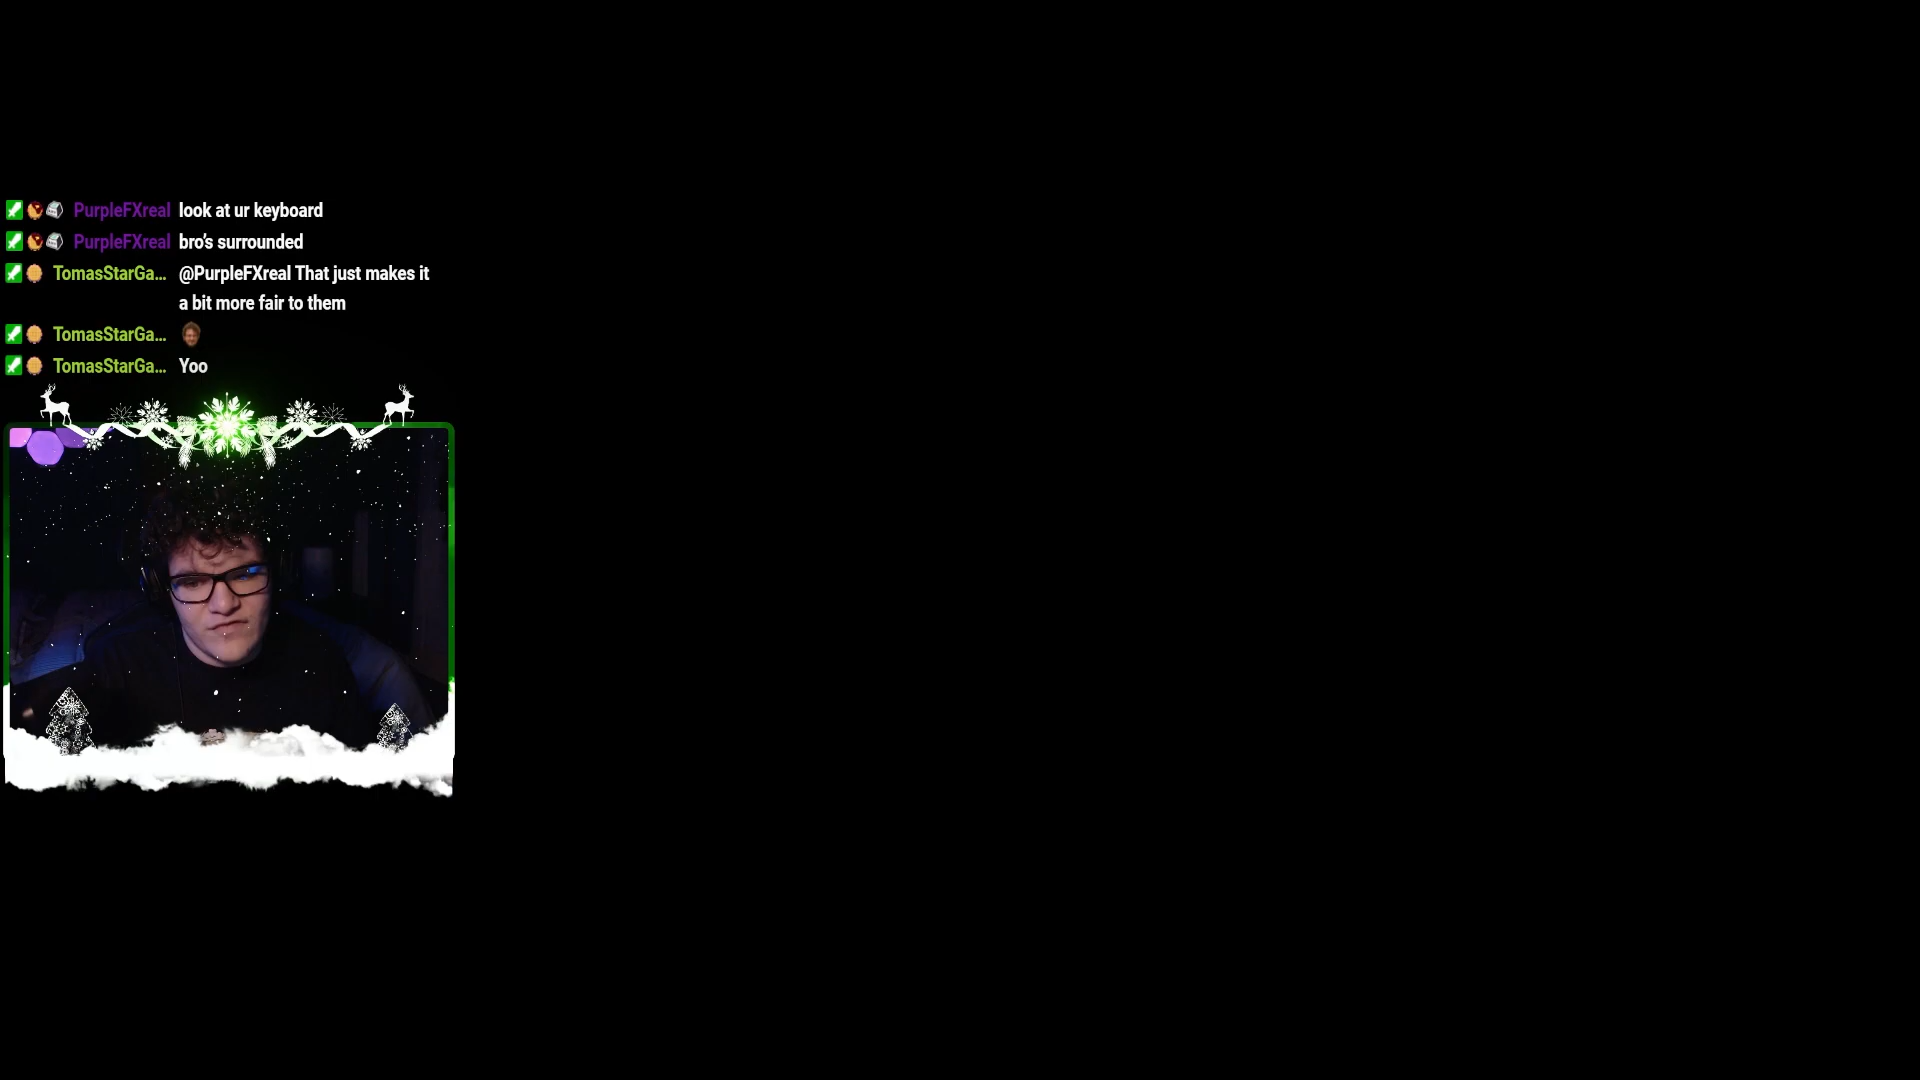 PurpleFXreal look at ur keyboard
PurpleFXreal bro's surrounded
TomasStarGa... @PurpleFXreal That just makes it
a bit more fair to them
TomasStarGa...
TomasStarGa... Yoo